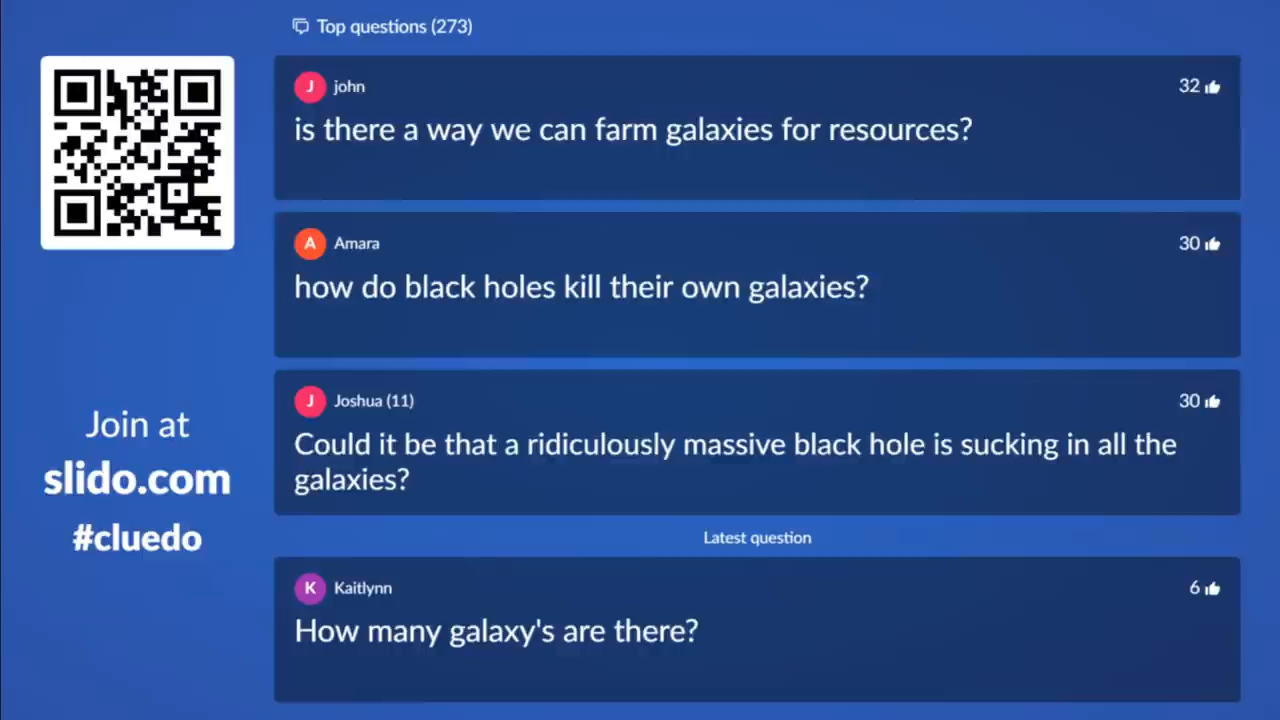 Top questions (273)
J john 32
is there a way we can farm galaxies for resources?
A Amara 30
how do black holes kill their own galaxies?
J Joshua (11) 30
Could it be that a ridiculously massive black hole is sucking in all the
galaxies?
Join at
slido.com
#cluedo
Latest question
K Kaitlynn 6
How many galaxy's are there?